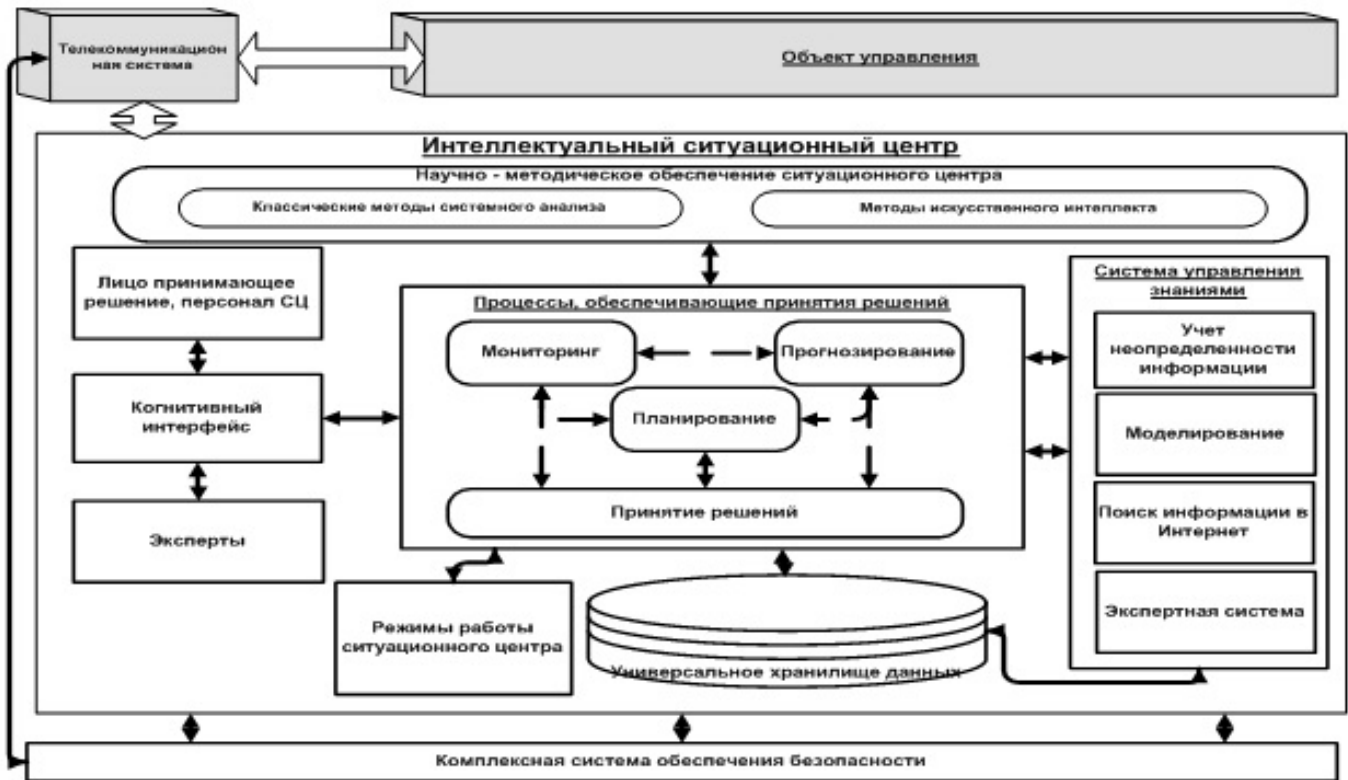 Телекоммуникацион
ная система
Объект управления
Интеллектуальный ситуационный центр
Научно - методическое обеспечение ситуационного центра
Классические методы системного анализа
Методы искусственного интеллекта
Лицо принимающее
решение, персонал СЦ
Когнитивный
интерфейс
Эксперты
Процессы, обеспечивающие принятия решений
Мониторинг
Прогнозирование
Планирование
Принятие решений
Режимы работы
ситуационного центра
Универсальное хранилище данных
Система управления
знаниями
Учет
неопределенности
информации
Моделирование
Поиск информации в
Интернет
Экспертная система
Комплексная система обеспечения безопасности